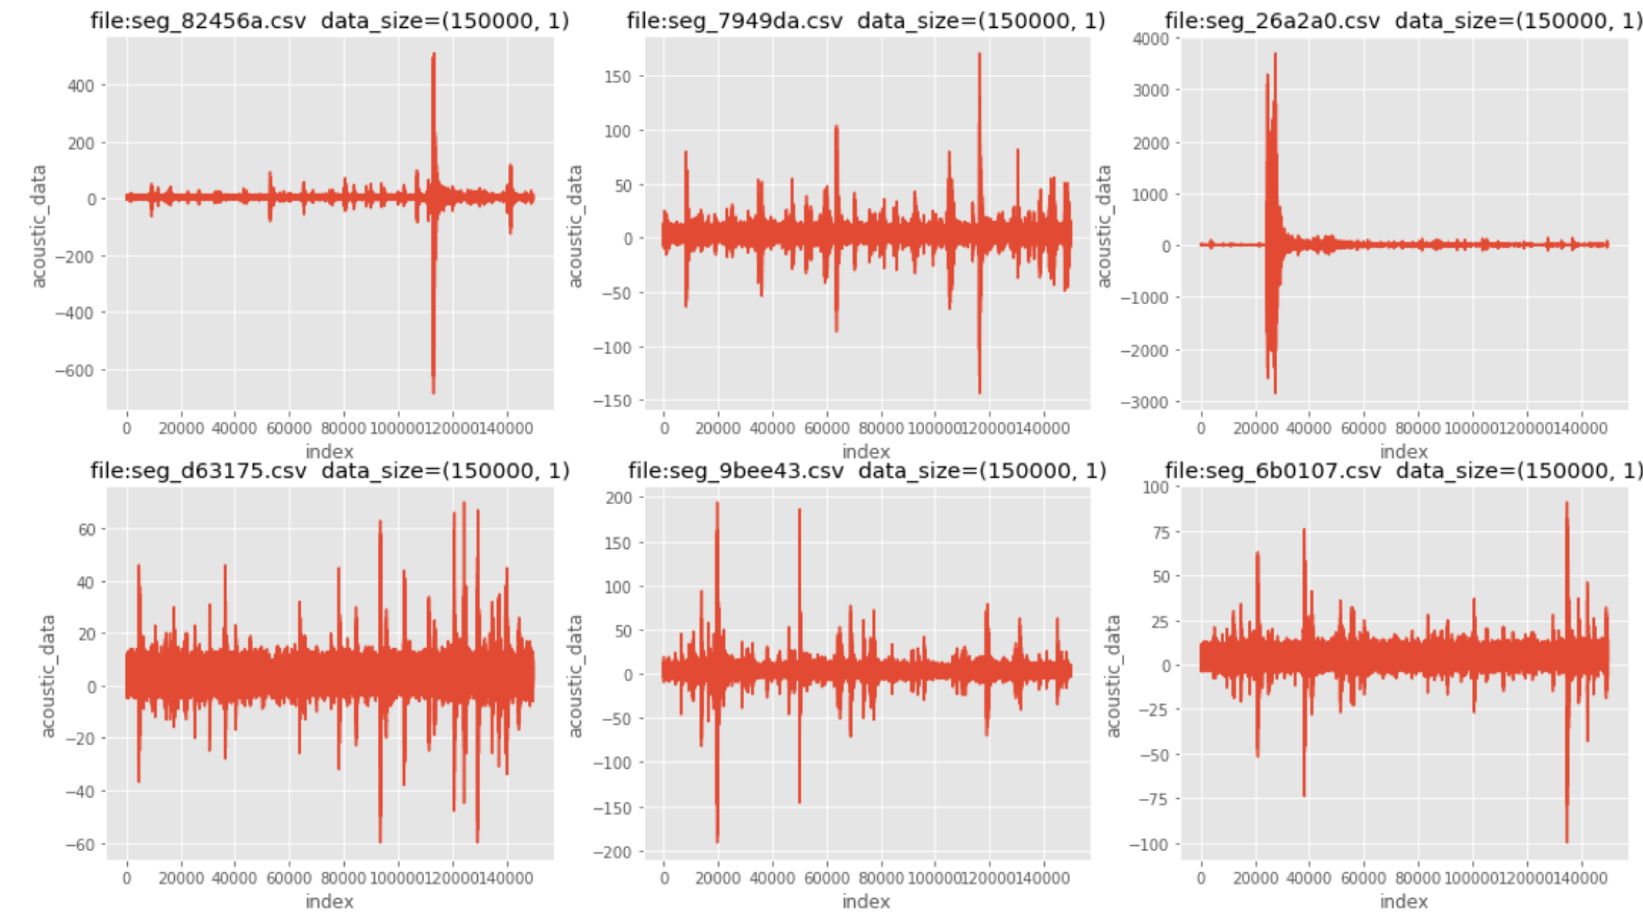 file:seg_82456a.csv  data_size=(150000, 1)
file:seg_7949da.csv  data_size=(150000, 1)
file:seg_26a2a0.csv  data_size=(150000, 1)
400
200
0
−200
−400
−600
acoustic_data
0 20000 40000 60000 80000 100000 120000 140000
index
150
100
50
0
−50
−100
−150
acoustic_data
0 20000 40000 60000 80000 100000 120000 140000
index
4000
3000
2000
1000
0
−1000
−2000
−3000
acoustic_data
0 20000 40000 60000 80000 100000 120000 140000
index
file:seg_d63175.csv  data_size=(150000, 1)
file:seg_9bee43.csv  data_size=(150000, 1)
file:seg_6b0107.csv  data_size=(150000, 1)
60
40
20
0
−20
−40
−60
acoustic_data
0 20000 40000 60000 80000 100000 120000 140000
index
200
150
100
50
0
−50
−100
−150
−200
acoustic_data
0 20000 40000 60000 80000 100000 120000 140000
index
100
75
50
25
0
−25
−50
−75
−100
acoustic_data
0 20000 40000 60000 80000 100000 120000 140000
index